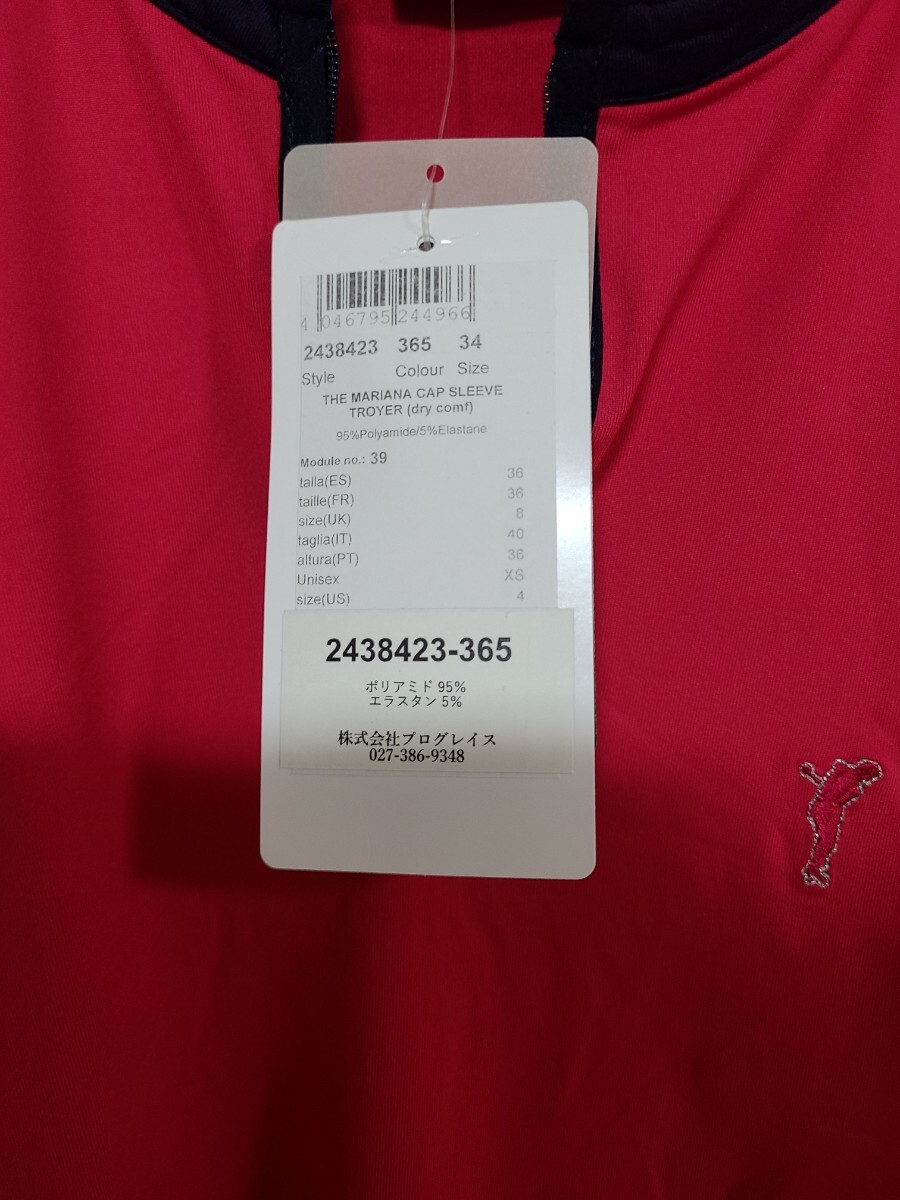 4 046795 244966
2438423 365 34
Style Colour Size
THE MARIANA CAP SLEEVE
TROYER (dry comf)
95%Polyamide/5%Elastane
Module no.: 39
talla(ES) 36
taille(FR) 36
size(UK) 8
taglia(IT) 40
altura(PT) 36
Unisex XS
size(US) 4
2438423-365
ポリアミド 95%
エラスタン 5%
株式会社プログレイス
027-386-9348